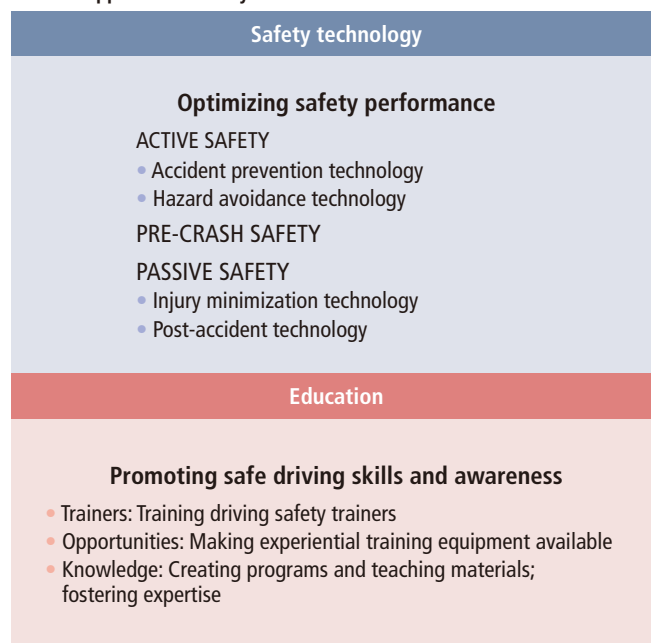 Safety technology
Optimizing safety performance
ACTIVE SAFETY
• Accident prevention technology
• Hazard avoidance technology
PRE-CRASH SAFETY
PASSIVE SAFETY
• Injury minimization technology
• Post-accident technology
Education
Promoting safe driving skills and awareness
• Trainers: Training driving safety trainers
• Opportunities: Making experiential training equipment available
• Knowledge: Creating programs and teaching materials;
fostering expertise